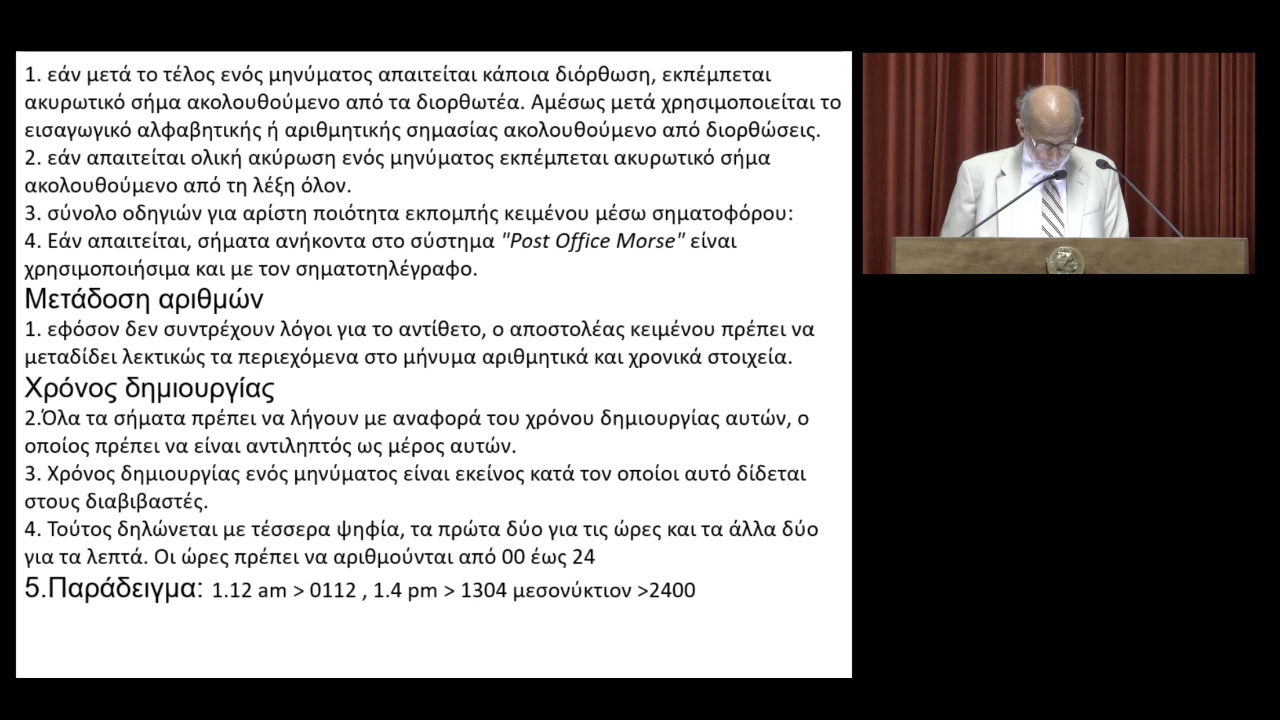 1. εάν μετά το τέλος ενός μηνύματος απαιτείται κάποια διόρθωση, εκπέμπεται
ακυρωτικό σήμα ακολουθούμενο από τα διορθωτέα. Αμέσως μετά χρησιμοποιείται το
εισαγωγικό αλφαβητικής ή αριθμητικής σημασίας ακολουθούμενο από διορθώσεις.
2. εάν απαιτείται ολική ακύρωση ενός μηνύματος εκπέμπεται ακυρωτικό σήμα
ακολουθούμενο από τη λέξη όλον.
3. σύνολο οδηγιών για αρίστη ποιότητα εκπομπής κειμένου μέσω σηματοφόρου:
4. Εάν απαιτείται, σήματα ανήκοντα στο σύστημα "Post Office Morse" είναι
χρησιμοποιήσιμα και με τον σηματοτηλέγραφο.
Μετάδοση αριθμών
1. εφόσον δεν συντρέχουν λόγοι για το αντίθετο, ο αποστολέας κειμένου πρέπει να
μεταδίδει λεκτικώς τα περιεχόμενα στο μήνυμα αριθμητικά και χρονικά στοιχεία.
Χρόνος δημιουργίας
2.Όλα τα σήματα πρέπει να λήγουν με αναφορά του χρόνου δημιουργίας αυτών, ο
οποίος πρέπει να είναι αντιληπτός ως μέρος αυτών.
3. Χρόνος δημιουργίας ενός μηνύματος είναι εκείνος κατά τον οποίοι αυτό δίδεται
στους διαβιβαστές.
4. Τούτος δηλώνεται με τέσσερα ψηφία, τα πρώτα δύο για τις ώρες και τα άλλα δύο
για τα λεπτά. Οι ώρες πρέπει να αριθμούνται από 00 έως 24
5.Παράδειγμα: 1.12 am > 0112 , 1.4 pm > 1304 μεσονύκτιον >2400